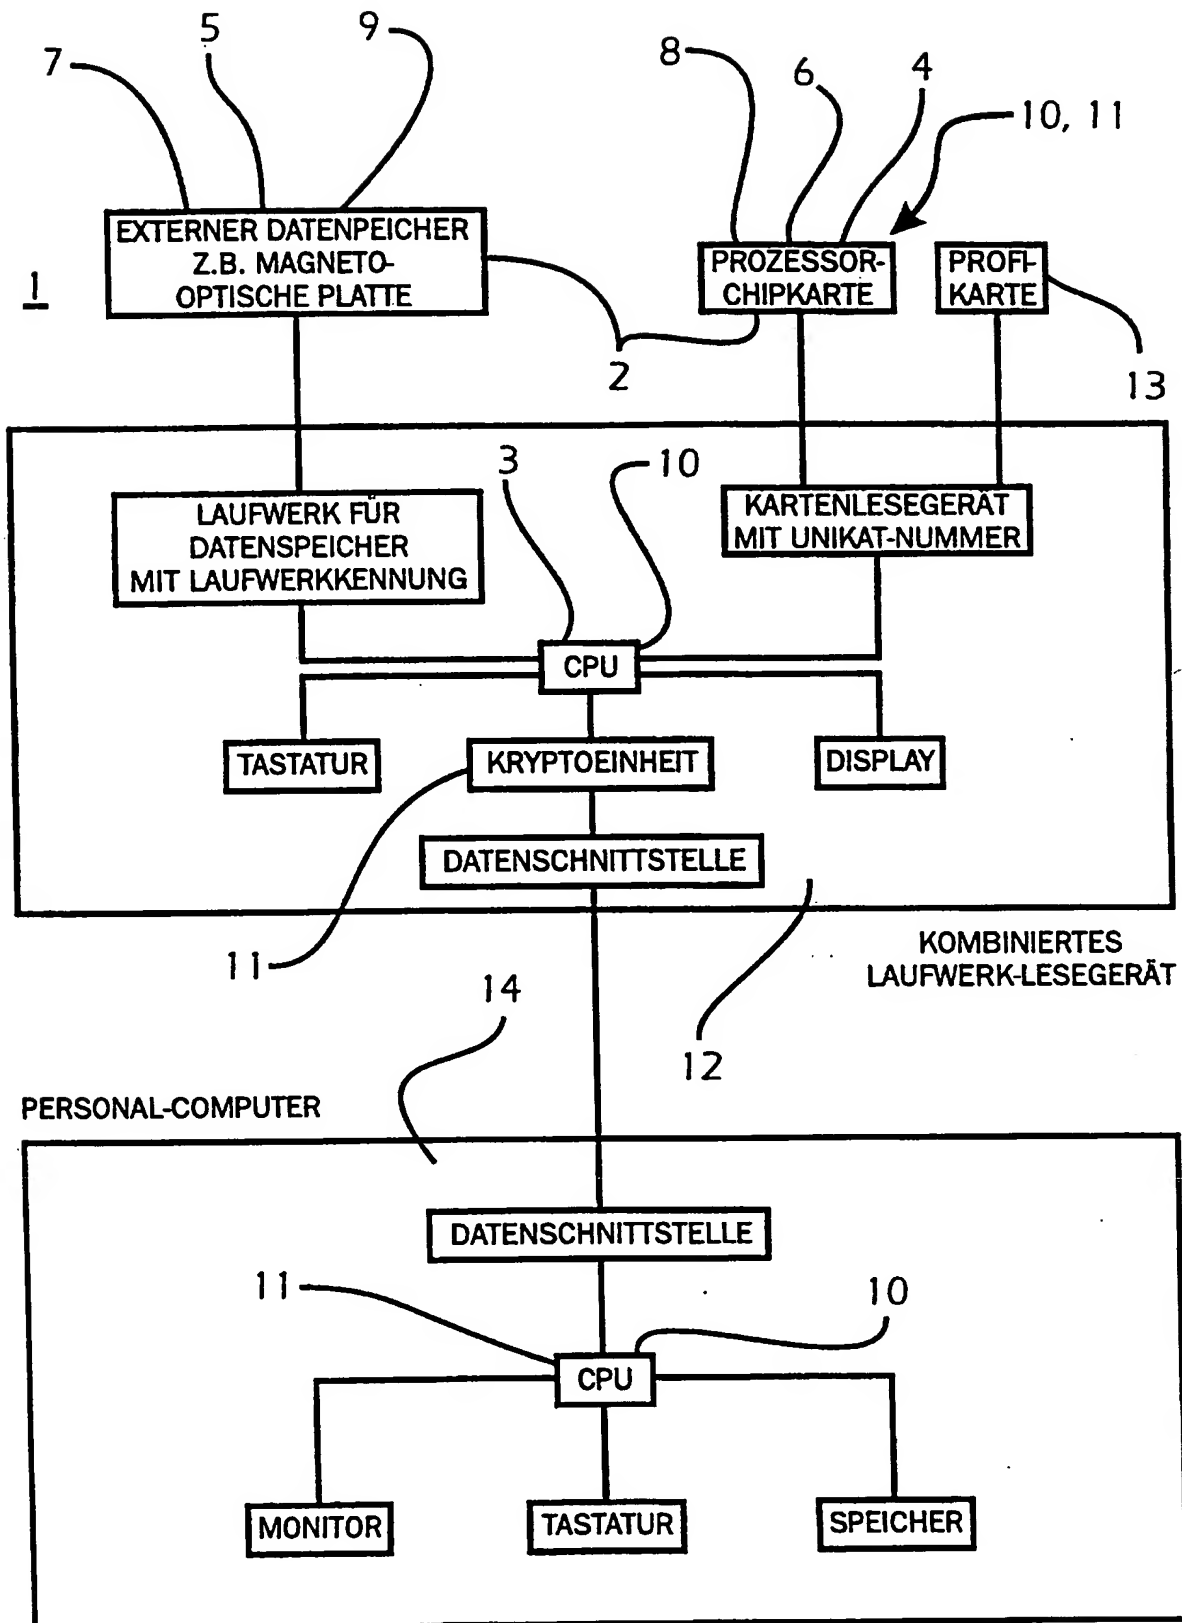 7
5
9
8
6
4
10, 11
EXTERNER DATENPEICHER
Z.B. MAGNETO-
OPTISCHE PLATTE
PROZESSOR-
CHIPKARTE
PROFI-
KARTE
1
2
13
3
10
LAUFWERK FÜR
DATENSPEICHER
MIT LAUFWERKKENNUNG
KARTENLESEGERÄT
MIT UNIKAT-NUMMER
CPU
TASTATUR
KRYPTOEINHEIT
DISPLAY
DATENSCHNITTSTELLE
11
KOMBINIERTES
LAUFWERK-LESEGERÄT
14
12
PERSONAL-COMPUTER
DATENSCHNITTSTELLE
11
10
CPU
MONITOR
TASTATUR
SPEICHER